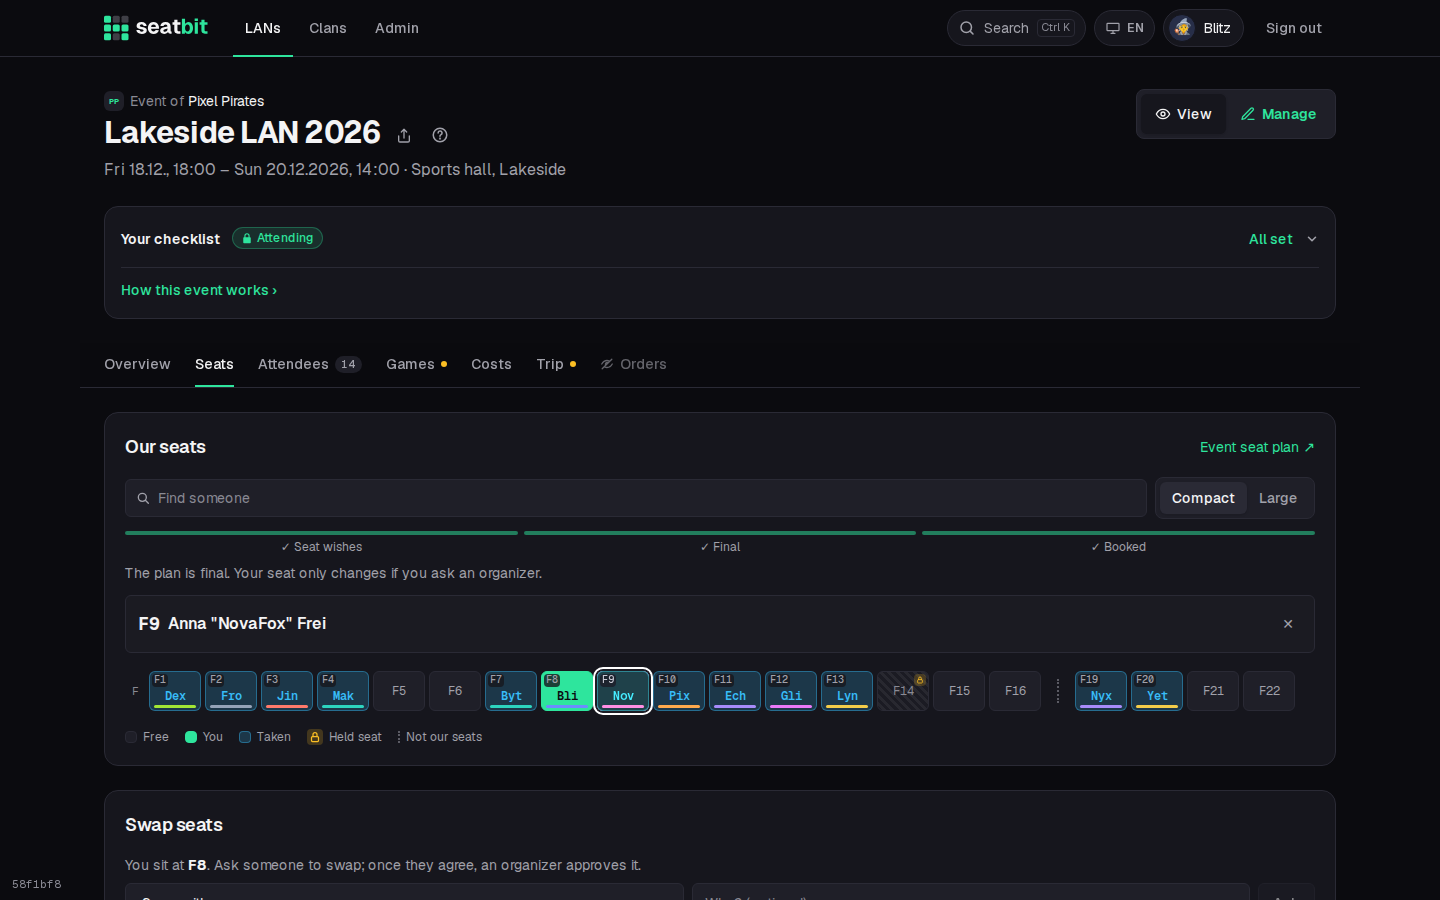 seatbit LANs Clans Admin Search Ctrl K EN Blitz Sign out
PP Event of Pixel Pirates
Lakeside LAN 2026
View Manage
Fri 18.12., 18:00 – Sun 20.12.2026, 14:00 · Sports hall, Lakeside
Your checklist Attending All set
How this event works ›
Overview Seats Attendees 14 Games Costs Trip Orders
Our seats Event seat plan ↗
Find someone Compact Large
✓ Seat wishes ✓ Final ✓ Booked
The plan is final. Your seat only changes if you ask an organizer.
F9 Anna "NovaFox" Frei ✕
F F1 Dex F2 Fro F3 Jin F4 Mak F5 F6 F7 Byt F8 Bli F9 Nov F10 Pix F11 Ech F12 Gli F13 Lyn F14 F15 F16 F19 Nyx F20 Yet F21 F22
Free You Taken Held seat Not our seats
Swap seats
You sit at F8. Ask someone to swap; once they agree, an organizer approves it.
58f1bf8